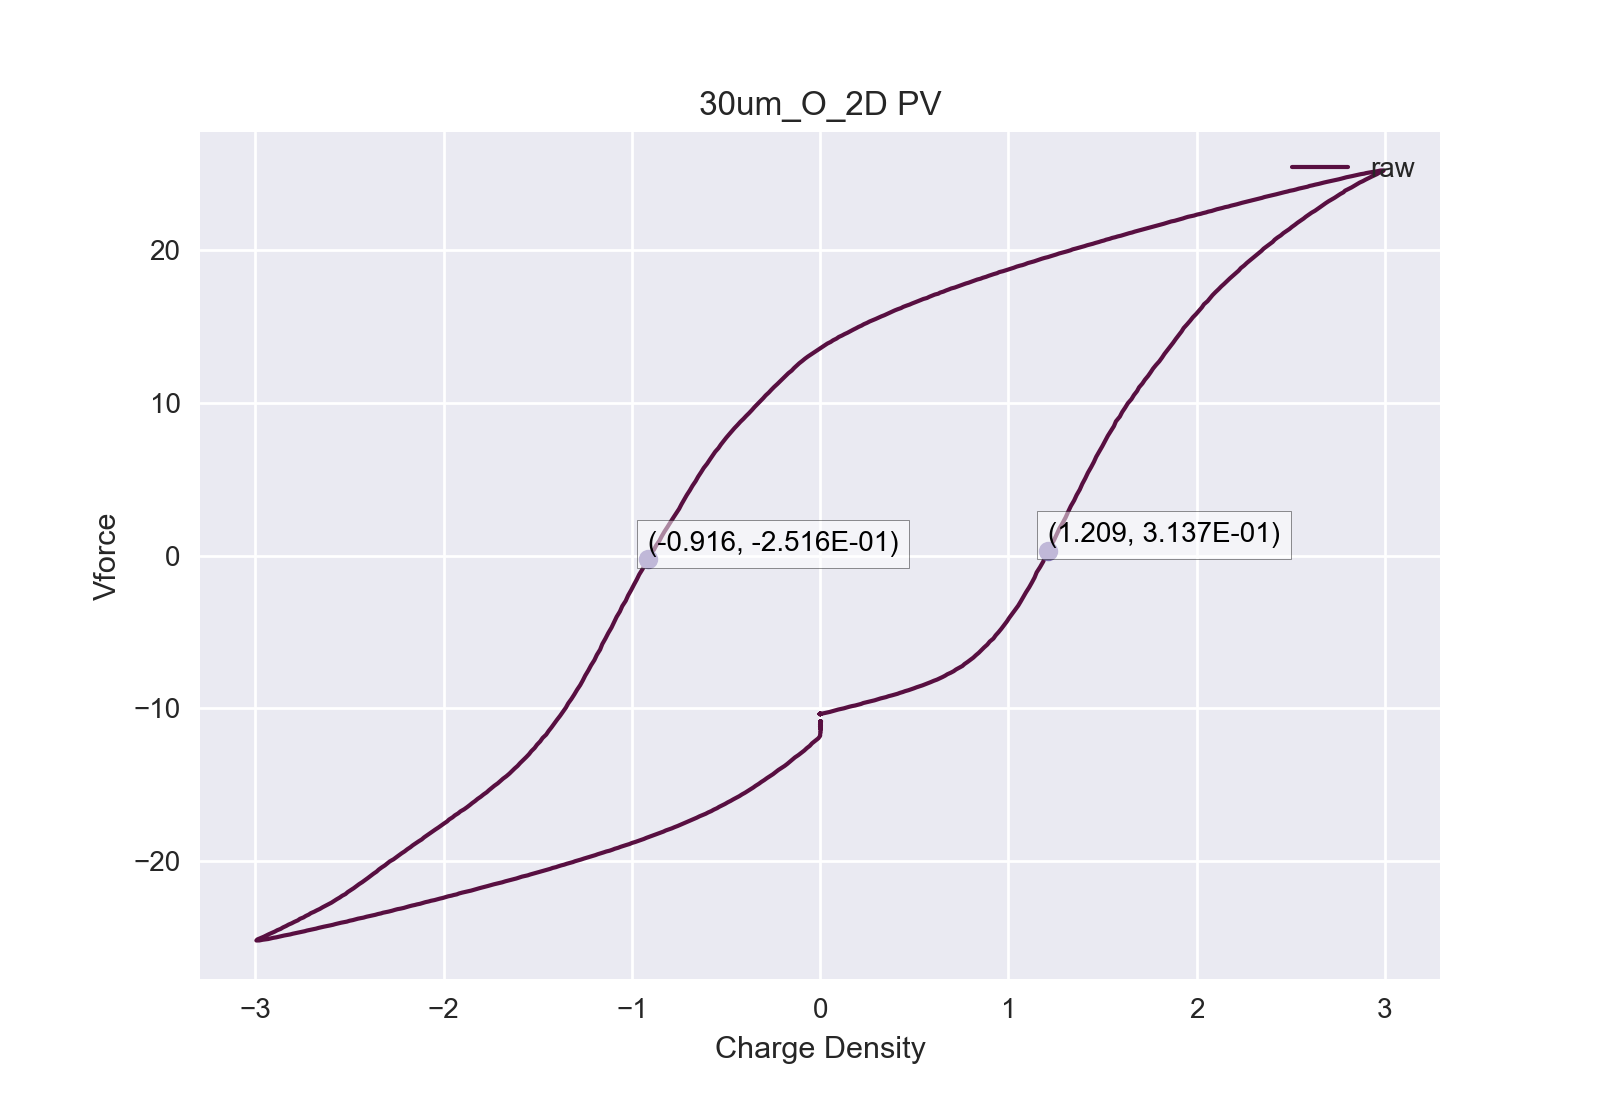 30um_O_2D PV
raw
20
10
0
−10
−20
Vforce
(-0.916, -2.516E-01)
(1.209, 3.137E-01)
−3
−2
−1
0
1
2
3
Charge Density